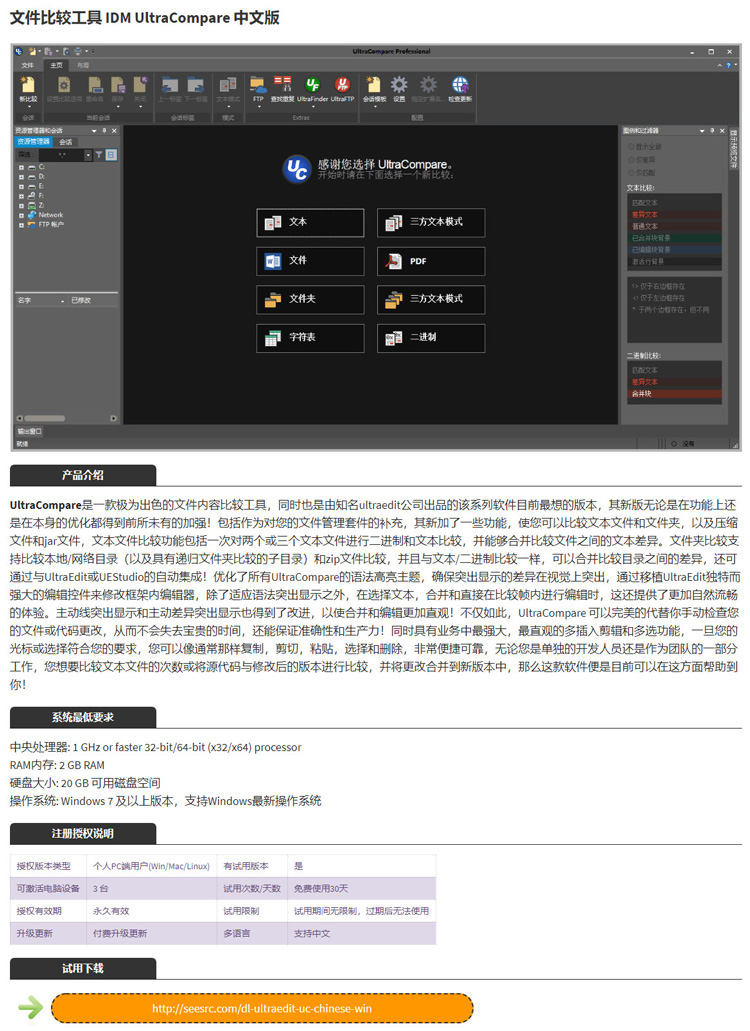 文件比较工具 IDM UltraCompare 中文版
UltraCompare Professional
文件 主页 布局
新比较 设置比较选项 重命名 保存 关闭 上一标签 下一标签 文本模式 FTP 查找重复 UltraFinder UltraFTP 会话模板 设置 检查更新
会话 当前会话 会话标签 模式 Extras 配置
资源管理器和会话
资源管理器 会话
筛选 *.*
C:
D:
E:
F:
Z:
Network
FTP 帐户
名字 已修改
输出窗口
就绪
感谢您选择 UltraCompare。
开始时请在下面选择一个新比较:
文本 三方文本模式
文件 PDF
文件夹 三方文本模式
字符表 二进制
图例和过滤器
显示全部
仅差异
仅匹配
文本比较:
匹配文本
差异文本
普通文本
已合并块背景
已编辑块背景
激活行背景
!> 仅于右边框存在
<! 仅于左边框存在
* 于两个边框存在,但不同
二进制比较:
匹配文本
差异文本
合并块
没有
产品介绍
UltraCompare是一款极为出色的文件内容比较工具，同时也是由知名ultraedit公司出品的该系列软件目前最想的版本，其新版无论是在功能上还
是在本身的优化都得到前所未有的加强！包括作为对您的文件管理套件的补充，其新加了一些功能，使您可以比较文本文件和文件夹，以及压缩
文件和jar文件，文本文件比较功能包括一次对两个或三个文本文件进行二进制和文本比较，并能够合并比较文件之间的文本差异。文件夹比较支
持比较本地/网络目录（以及具有递归文件夹比较的子目录）和zip文件比较，并且与文本/二进制比较一样，可以合并比较目录之间的差异，还可
通过与UltraEdit或UEStudio的自动集成！优化了所有UltraCompare的语法高亮主题，确保突出显示的差异在视觉上突出，通过移植UltraEdit独特而
强大的编辑控件来修改框架内编辑器，除了适应语法突出显示之外，在选择文本，合并和直接在比较帧内进行编辑时，这还提供了更加自然流畅
的体验。主动线突出显示和主动差异突出显示也得到了改进，以使合并和编辑更加直观！不仅如此，UltraCompare 可以完美的代替你手动检查您
的文件或代码更改，从而不会失去宝贵的时间，还能保证准确性和生产力！同时具有业务中最强大，最直观的多插入剪辑和多选功能，一旦您的
光标或选择符合您的要求，您可以像通常那样复制，剪切，粘贴，选择和删除，非常便捷可靠，无论您是单独的开发人员还是作为团队的一部分
工作，您想要比较文本文件的次数或将源代码与修改后的版本进行比较，并将更改合并到新版本中，那么这款软件便是目前可以在这方面帮助到
你！
系统最低要求
中央处理器: 1 GHz or faster 32-bit/64-bit (x32/x64) processor
RAM内存: 2 GB RAM
硬盘大小: 20 GB 可用磁盘空间
操作系统: Windows 7 及以上版本，支持Windows最新操作系统
注册授权说明
授权版本类型 个人PC端用户(Win/Mac/Linux) 有试用版本 是
可激活电脑设备 3 台 试用次数/天数 免费使用30天
授权有效期 永久有效 试用限制 试用期间无限制，过期后无法使用
升级更新 付费升级更新 多语言 支持中文
试用下载
http://seesrc.com/dl-ultraedit-uc-chinese-win